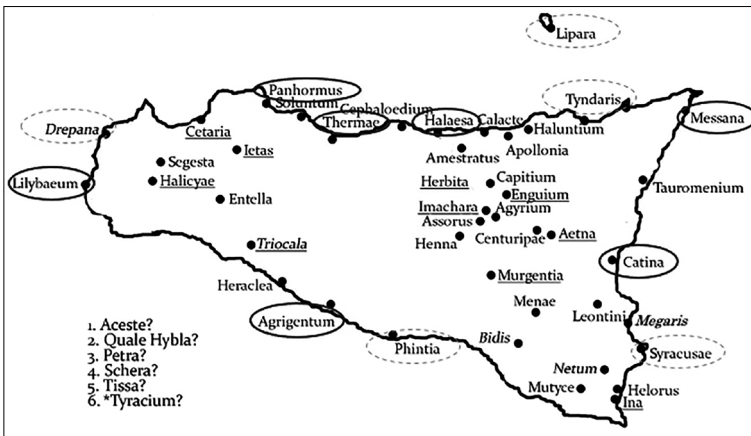 Lipara
Panhormus
Soluntum
Cephaloedium
Tyndaris
Drepana
Cetaria
Thermae
Halaesa
Calacte
Haluntium
Messana
Ietas
Amestratus
Apollonia
Segesta
Lilybaeum
Halicyae
Herbita
Capitium
Tauromenium
Entella
Enguium
Imachara
Agyrium
Assorus
Henna
Centuripae
Aetna
Triocala
Catina
Heraclea
Murgentia
Agrigentum
Menae
Leontini
Megaris
Phintia
Bidis
Syracusae
Netum
Mutyce
Helorus
Ina
1. Aceste?
2. Quale Hybla?
3. Petra?
4. Schera?
5. Tissa?
6. *Tyracium?